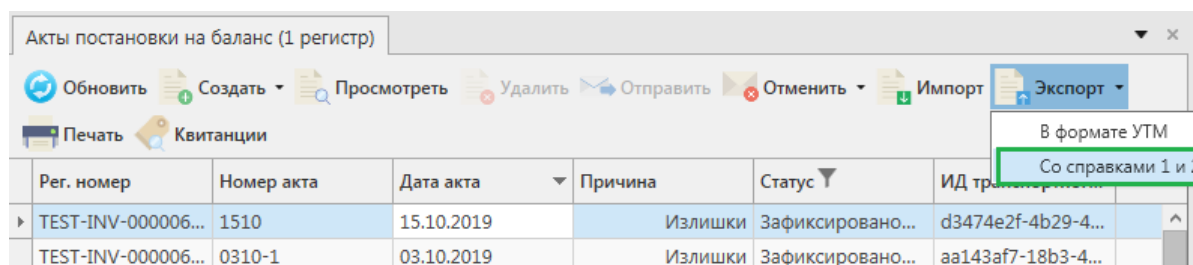 Акты постановки на баланс (1 регистр)
Обновить Создать Просмотреть Удалить Отправить Отменить Импорт Экспорт
Печать Квитанции
В формате УТМ
Со справками 1 и
Рег. номер Номер акта Дата акта Причина Статус ИД
TEST-INV-000006... 1510 15.10.2019 Излишки Зафиксировано... d3474e2f-4b29-4...
TEST-INV-000006... 0310-1 03.10.2019 Излишки Зафиксировано... aa143af7-18b3-4...